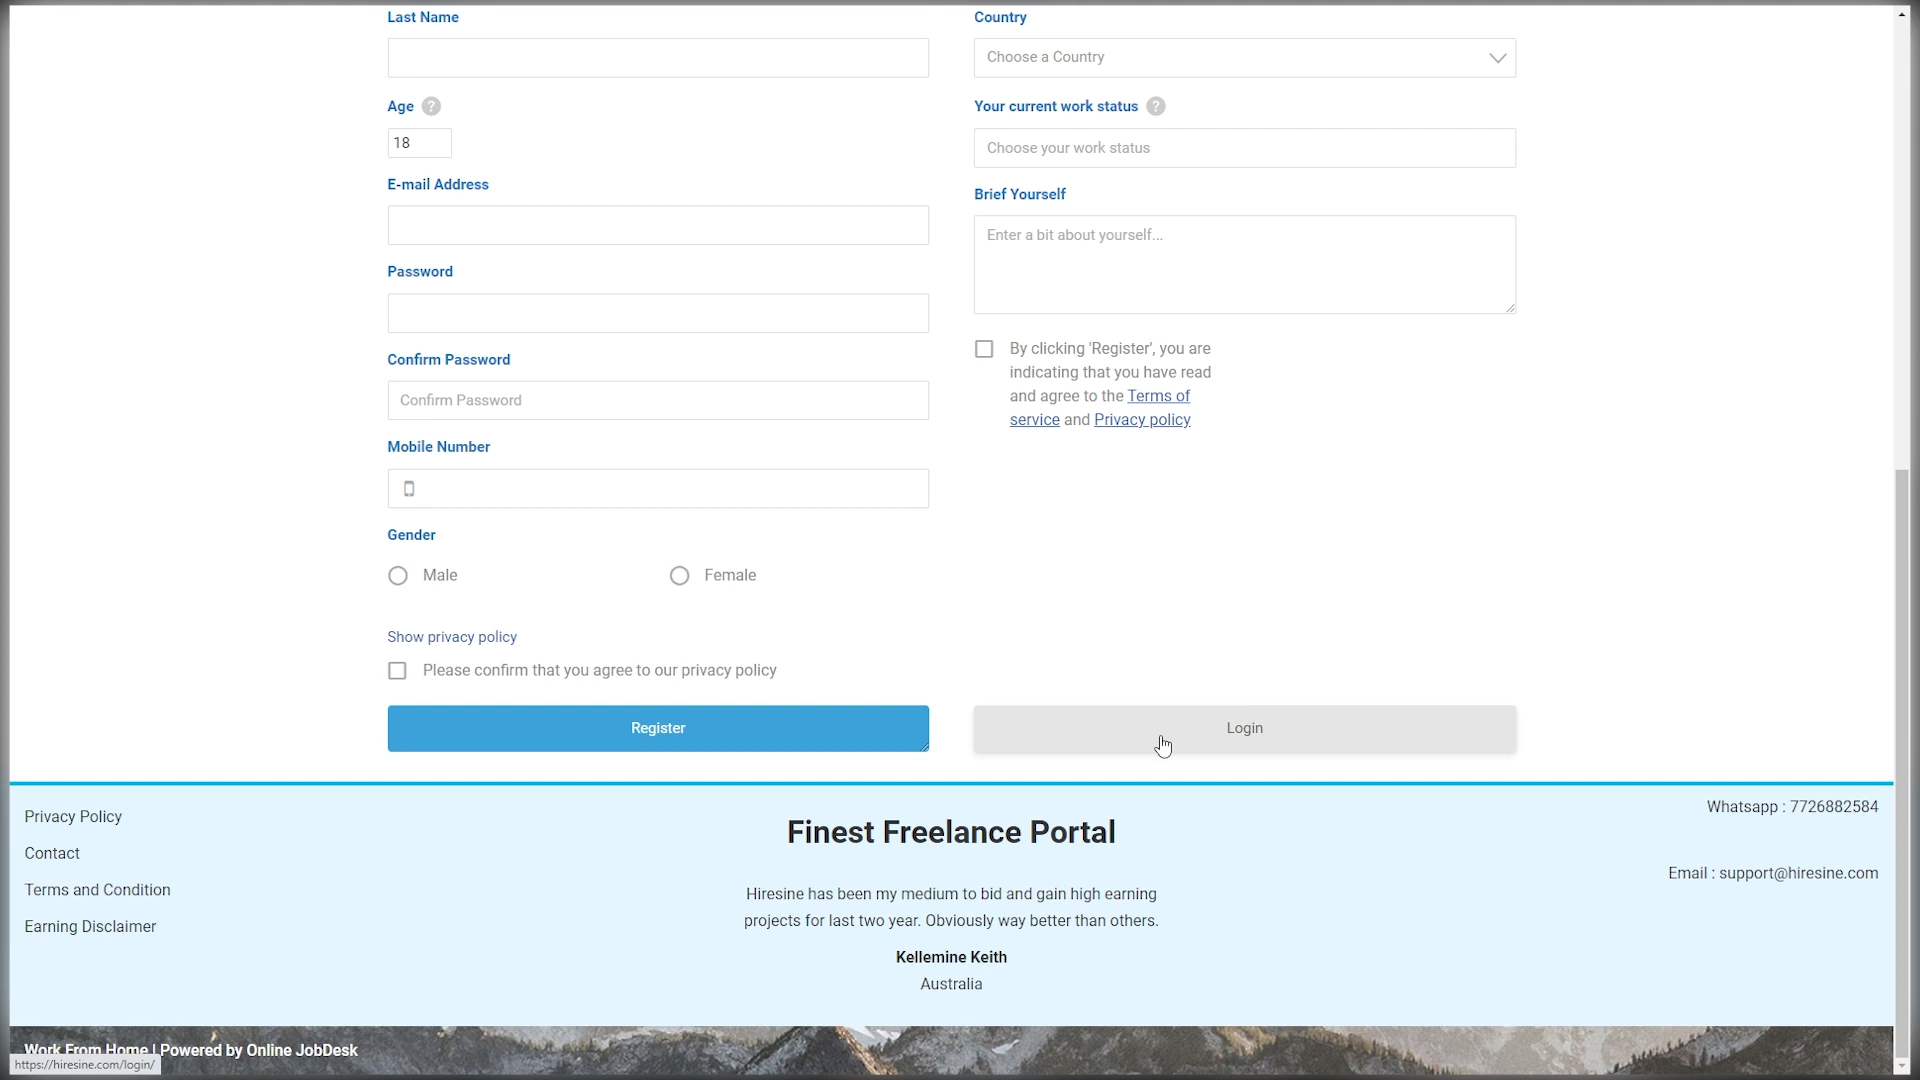 Last Name
Age ?
18
E-mail Address
Password
Confirm Password
Confirm Password
Mobile Number
Gender
Male Female
Show privacy policy
Please confirm that you agree to our privacy policy
Register
Country
Choose a Country
Your current work status ?
Choose your work status
Brief Yourself
Enter a bit about yourself...
By clicking 'Register', you are
indicating that you have read
and agree to the Terms of
service and Privacy policy
Login
Privacy Policy
Contact
Terms and Condition
Earning Disclaimer
Finest Freelance Portal
Hiresine has been my medium to bid and gain high earning
projects for last two year. Obviously way better than others.
Kellemine Keith
Australia
Whatsapp : 7726882584
Email : support@hiresine.com
Work From Home | Powered by Online JobDesk
https://hiresine.com/login/